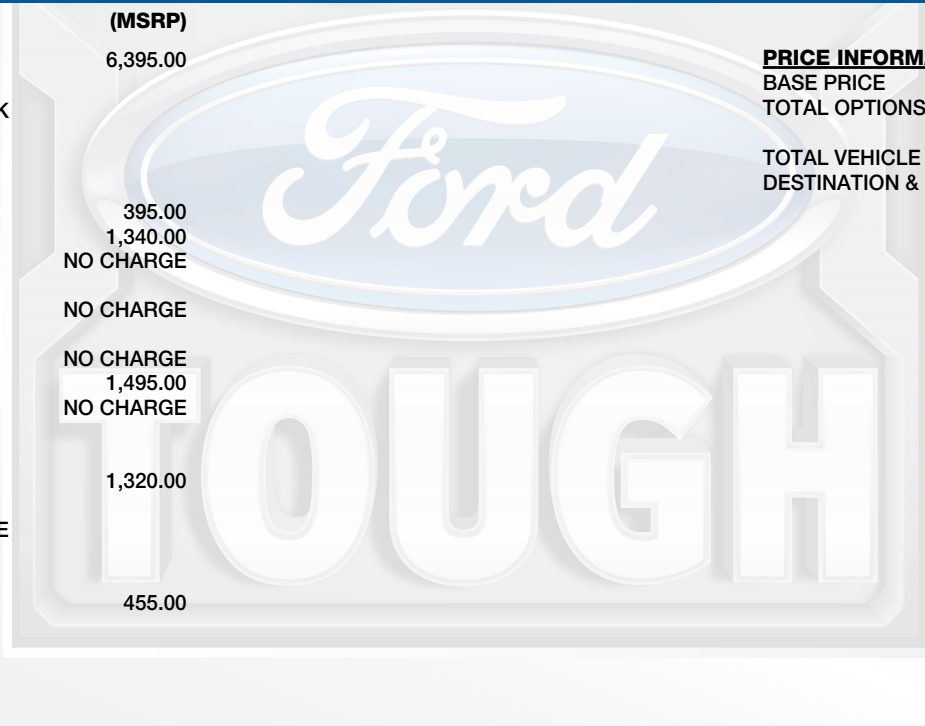 (MSRP)
6,395.00
K
395.00
1,340.00
NO CHARGE
NO CHARGE
NO CHARGE
1,495.00
NO CHARGE
1,320.00
E
455.00
PRICE INFORM
BASE PRICE
TOTAL OPTIONS
TOTAL VEHICLE
DESTINATION &
Ford
TOUGH